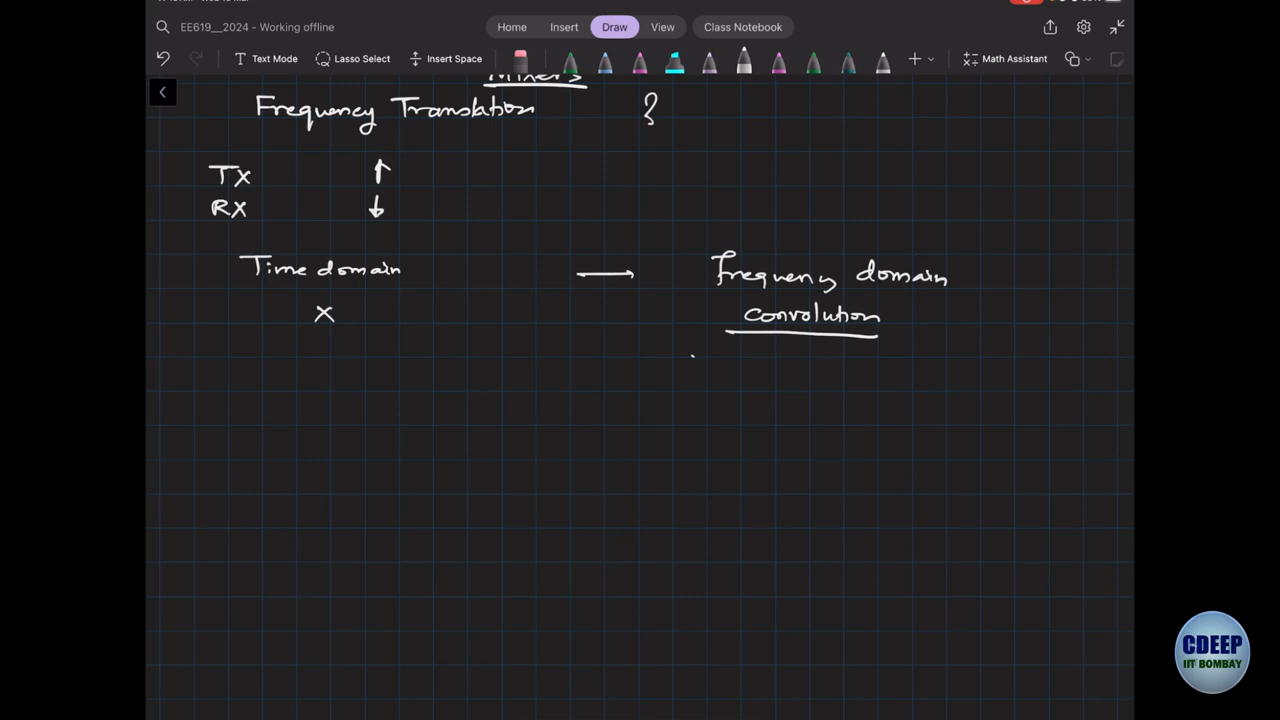 EE619__2024 - Working offline
Home Insert Draw View Class Notebook
Text Mode Lasso Select Insert Space Math Assistant
Mixers
Frequency Translation ?
TX ↑
RX ↓
Time domain → Frequency domain
X convolution
CDEEP
IIT BOMBAY